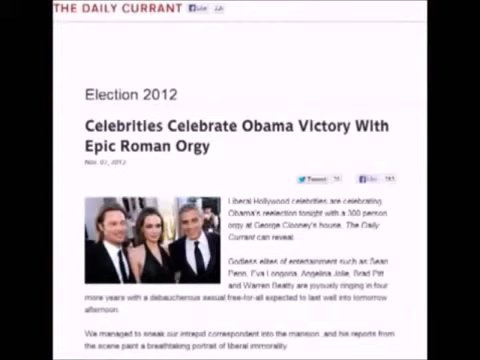 THE DAILY CURRANT Like
Election 2012
Celebrities Celebrate Obama Victory With
Epic Roman Orgy
Nov. 07, 2012
Tweet Like
Liberal Hollywood celebrities are celebrating
Obama's reelection tonight with a 300 person
orgy at George Clooney's house, The Daily
Currant can reveal.
Godless elites of entertainment such as Sean
Penn, Eva Longoria, Angelina Jolie, Brad Pitt
and Warren Beatty are joyously ringing in four
more years with a debaucherous sexual free-for-all expected to last well into tomorrow
afternoon.
We managed to sneak our intrepid correspondent into the mansion, and his reports from
the scene paint a breathtaking portrait of liberal immorality.